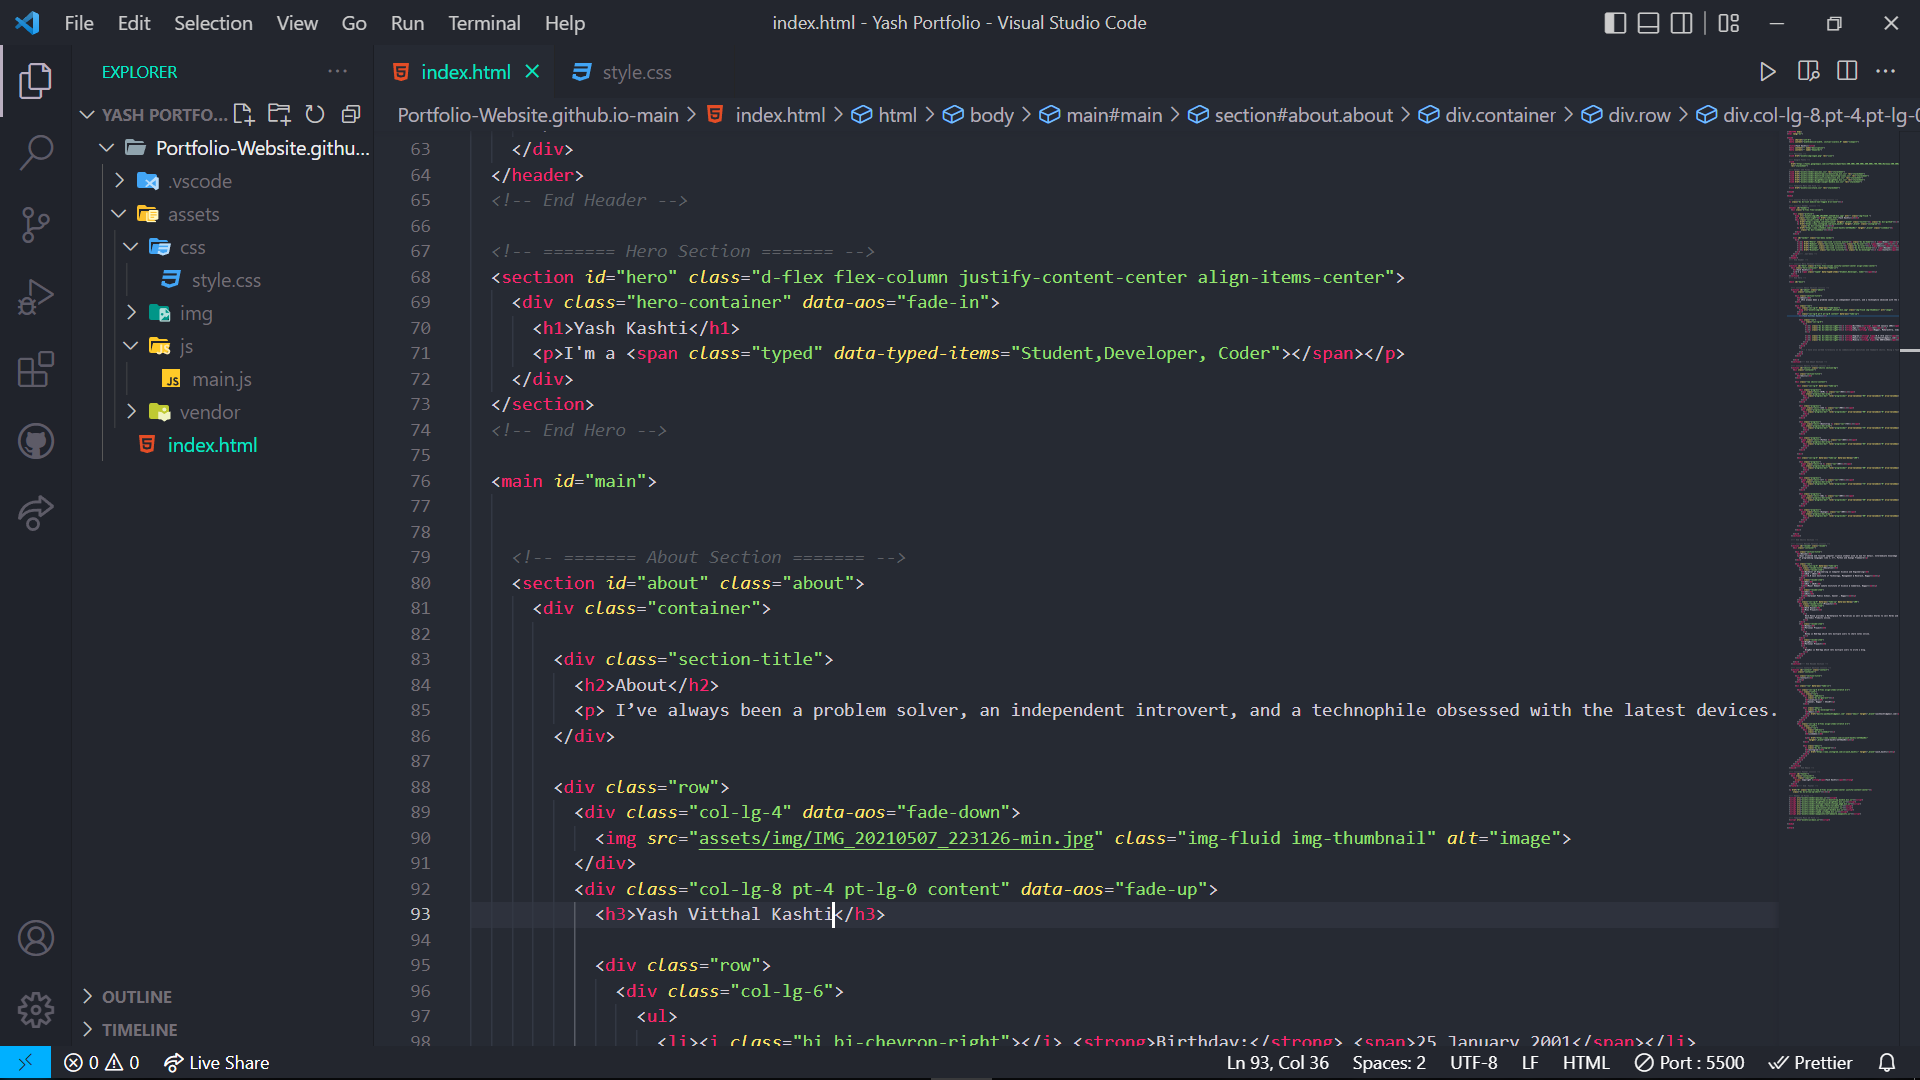 File Edit Selection View Go Run Terminal Help
index.html - Yash Portfolio - Visual Studio Code
EXPLORER
YASH PORTFO...
Portfolio-Website.githu...
.vscode
assets
css
style.css
img
js
main.js
vendor
index.html
OUTLINE
TIMELINE
index.html
style.css
Portfolio-Website.github.io-main > index.html > html > body > main#main > section#about.about > div.container > div.row > div.col-lg-8.pt-4.pt-lg-0
63 </div>
64 </header>
65 <!-- End Header -->
66
67 <!-- ======= Hero Section ======= -->
68 <section id="hero" class="d-flex flex-column justify-content-center align-items-center">
69 <div class="hero-container" data-aos="fade-in">
70 <h1>Yash Kashti</h1>
71 <p>I'm a <span class="typed" data-typed-items="Student,Developer, Coder"></span></p>
72 </div>
73 </section>
74 <!-- End Hero -->
75
76 <main id="main">
77
78
79 <!-- ======= About Section ======= -->
80 <section id="about" class="about">
81 <div class="container">
82
83 <div class="section-title">
84 <h2>About</h2>
85 <p> I’ve always been a problem solver, an independent introvert, and a technophile obsessed with the latest devices.
86 </div>
87
88 <div class="row">
89 <div class="col-lg-4" data-aos="fade-down">
90 <img src="assets/img/IMG_20210507_223126-min.jpg" class="img-fluid img-thumbnail" alt="image">
91 </div>
92 <div class="col-lg-8 pt-4 pt-lg-0 content" data-aos="fade-up">
93 <h3>Yash Vitthal Kashti</h3>
94
95 <div class="row">
96 <div class="col-lg-6">
97 <ul>
98 <li><i class="bi bi-chevron-right"></i> <strong>Birthday:</strong> <span>25 January 2001</span></li>
0 0 Live Share
Ln 93, Col 36 Spaces: 2 UTF-8 LF HTML Port : 5500 Prettier